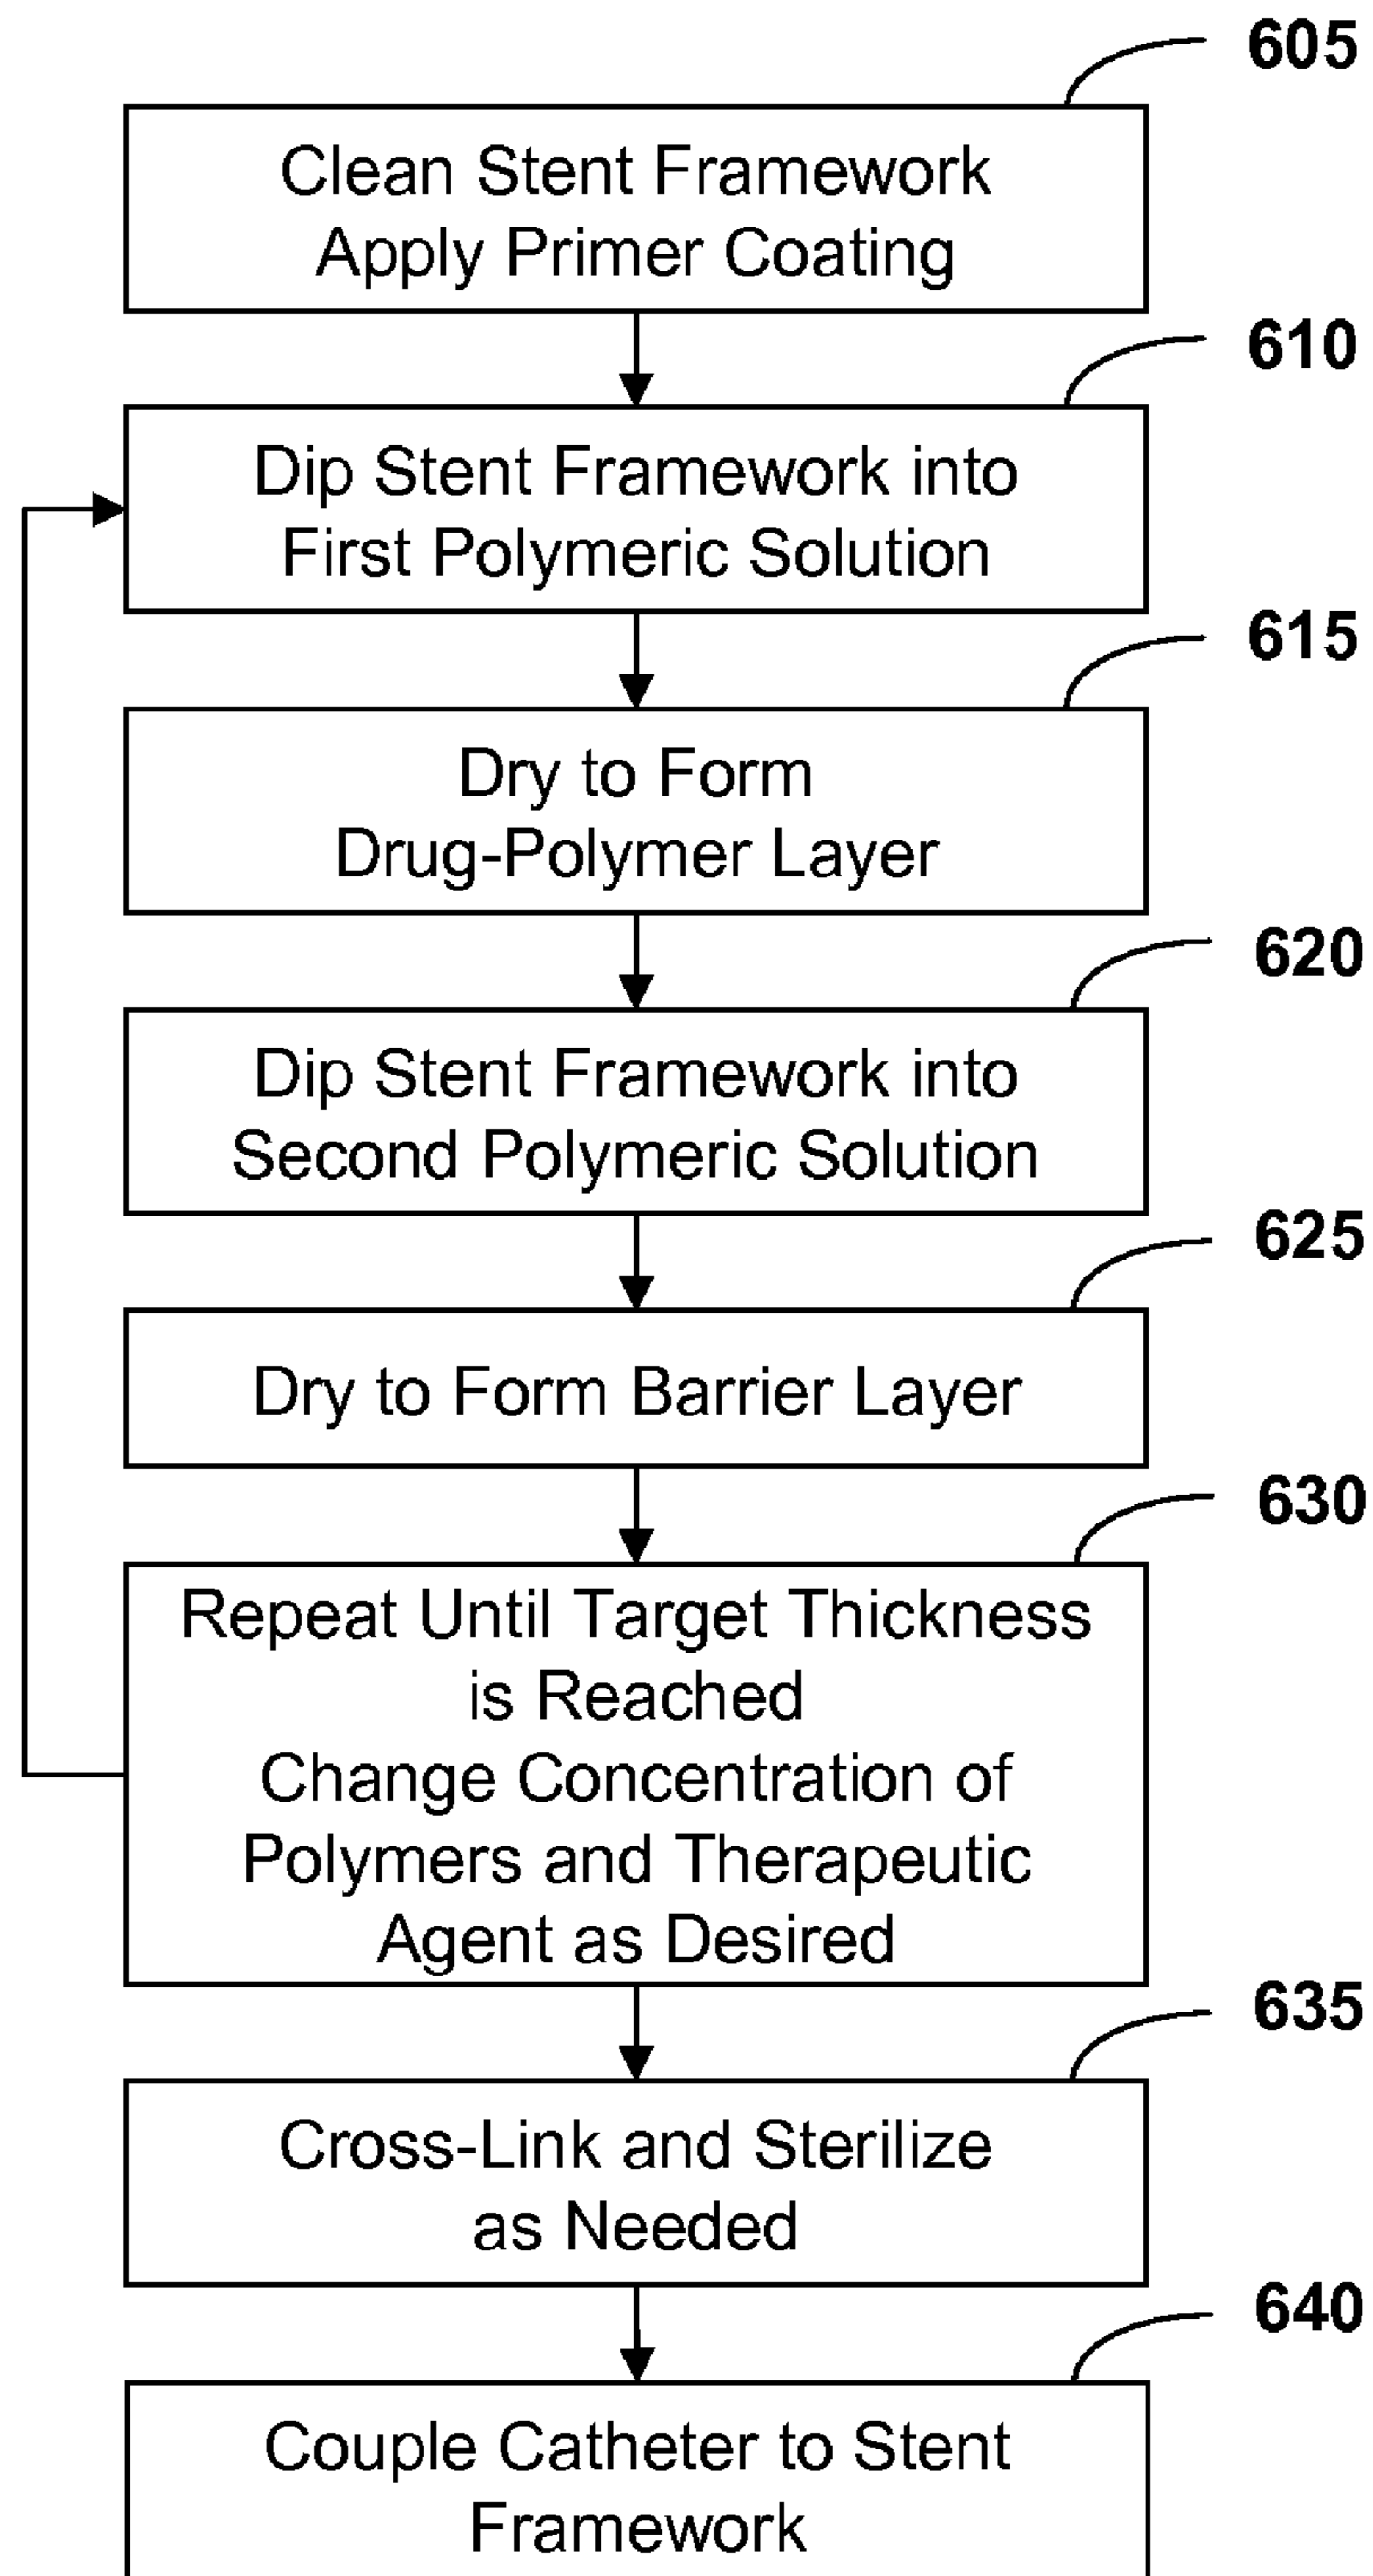 605
Clean Stent Framework
Apply Primer Coating
610
Dip Stent Framework into
First Polymeric Solution
615
Dry to Form
Drug-Polymer Layer
620
Dip Stent Framework into
Second Polymeric Solution
625
Dry to Form Barrier Layer
630
Repeat Until Target Thickness
is Reached
Change Concentration of
Polymers and Therapeutic
Agent as Desired
635
Cross-Link and Sterilize
as Needed
640
Couple Catheter to Stent
Framework